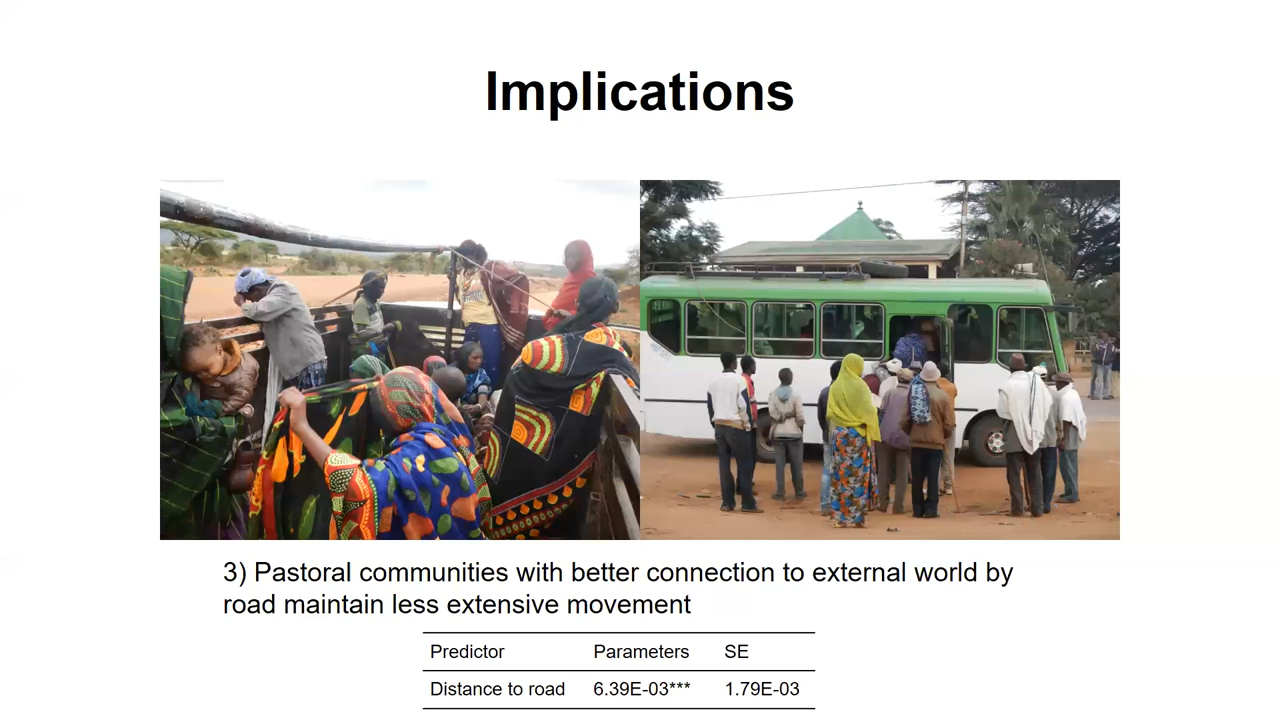 Implications
3) Pastoral communities with better connection to external world by
road maintain less extensive movement
Predictor Parameters SE
Distance to road 6.39E-03*** 1.79E-03